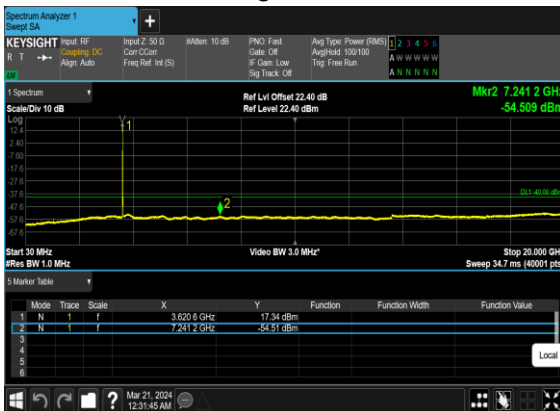 Spectrum Analyzer 1
Swept SA
KEYSIGHT Input: RF Input Z: 50 Ω #Atten: 10 dB PNO: Fast Avg Type: Power (RMS) 1 2 3 4 5 6
R T Coupling: DC Corr CCorr Gate: Off Avg|Hold: 100/100 A W W W W W
Align: Auto Freq Ref: Int (S) IF Gain: Low Trig: Free Run
LV Sig Track: Off A N N N N N
1 Spectrum Ref Lvl Offset 22.40 dB Mkr2 7.241 2 GHz
Scale/Div 10 dB Ref Level 22.40 dBm -54.509 dBm
Log
12.4 1
2.40
-7.60
-17.6
-27.6
-37.6 DL1 -40.00 dBm
-47.6 2
-57.6
-67.6
Start 30 MHz Video BW 3.0 MHz* Stop 20.000 GH
#Res BW 1.0 MHz Sweep 34.7 ms (40001 pts
5 Marker Table
Mode Trace Scale X Y Function Function Width Function Value
1 N 1 f 3.620 6 GHz 17.34 dBm
2 N 1 f 7.241 2 GHz -54.51 dBm
3
4
5 Local
6
? Mar 21, 2024
12:31:45 AM